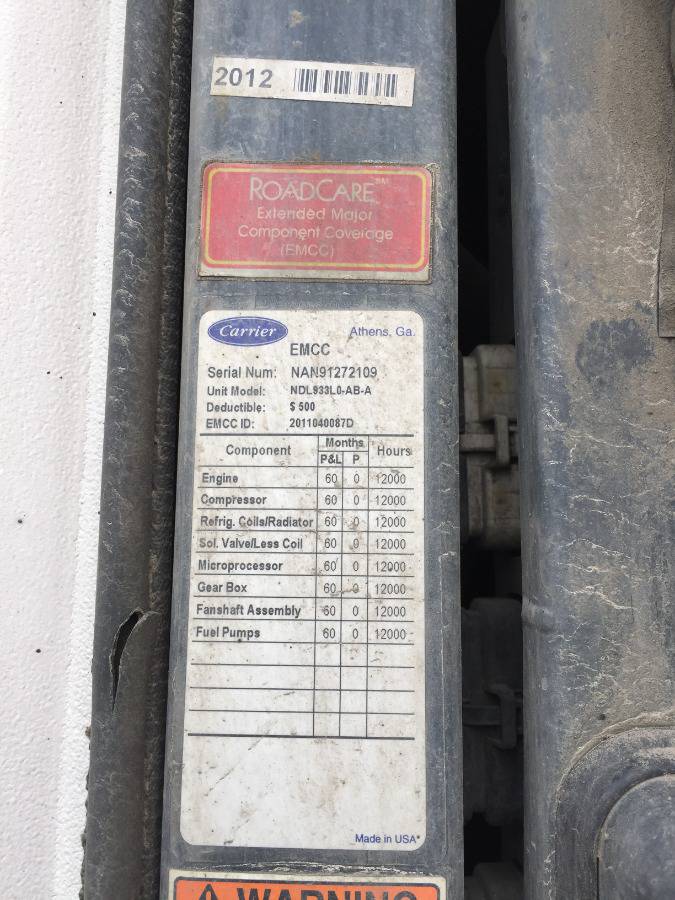 2012
ROADCARE SM
Extended Major
Component Coverage
(EMCC)
Carrier Athens, Ga.
EMCC
Serial Num: NAN91272109
Unit Model: NDL933L0-AB-A
Deductible: $ 500
EMCC ID: 2011040087D
Component Months Hours
P&L P
Engine 60 0 12000
Compressor 60 0 12000
Refrig. Coils/Radiator 60 0 12000
Sol. Valve/Less Coil 60 0 12000
Microprocessor 60 0 12000
Gear Box 60 0 12000
Fanshaft Assembly 60 0 12000
Fuel Pumps 60 0 12000
Made in USA*
WARNING